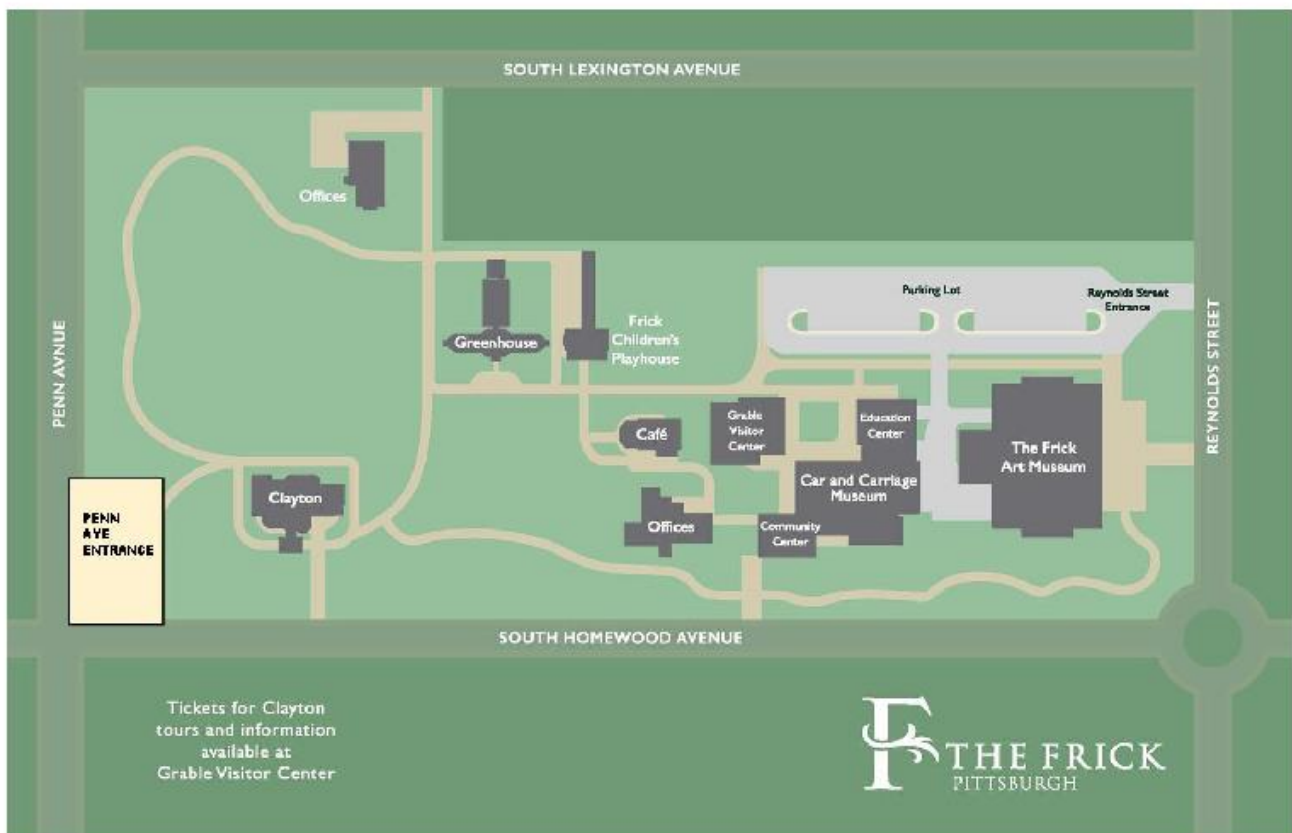 SOUTH LEXINGTON AVENUE
Offices
Parking Lot
Reynolds Street
Entrance
PENN AVNUE
Greenhouse
Frick
Children's
Playhouse
REYNOLDS STREET
Café
Grable
Visitor
Center
Education
Center
The Frick
Art Museum
Clayton
Car and Carriage
Museum
PENN
AVE
ENTRANCE
Offices
Community
Center
SOUTH HOMEWOOD AVENUE
Tickets for Clayton
tours and information
available at
Grable Visitor Center
F THE FRICK
PITTSBURGH